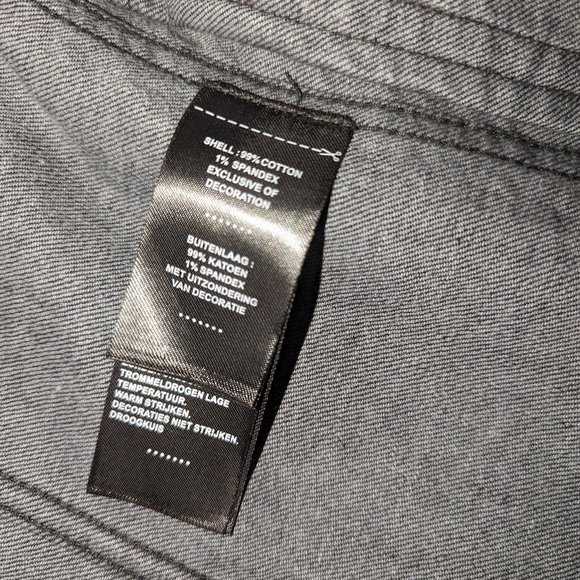 SHELL : 99% COTTON
1% SPANDEX
EXCLUSIVE OF
DECORATION
BUITENLAAG :
99% KATOEN
1% SPANDEX
MET UITZONDERING
VAN DECORATIE
TROMMELDROGEN LAGE
TEMPERATUUR.
WARM STRIJKEN.
DECORATIES NIET STRIJKEN.
DROOGKUIS